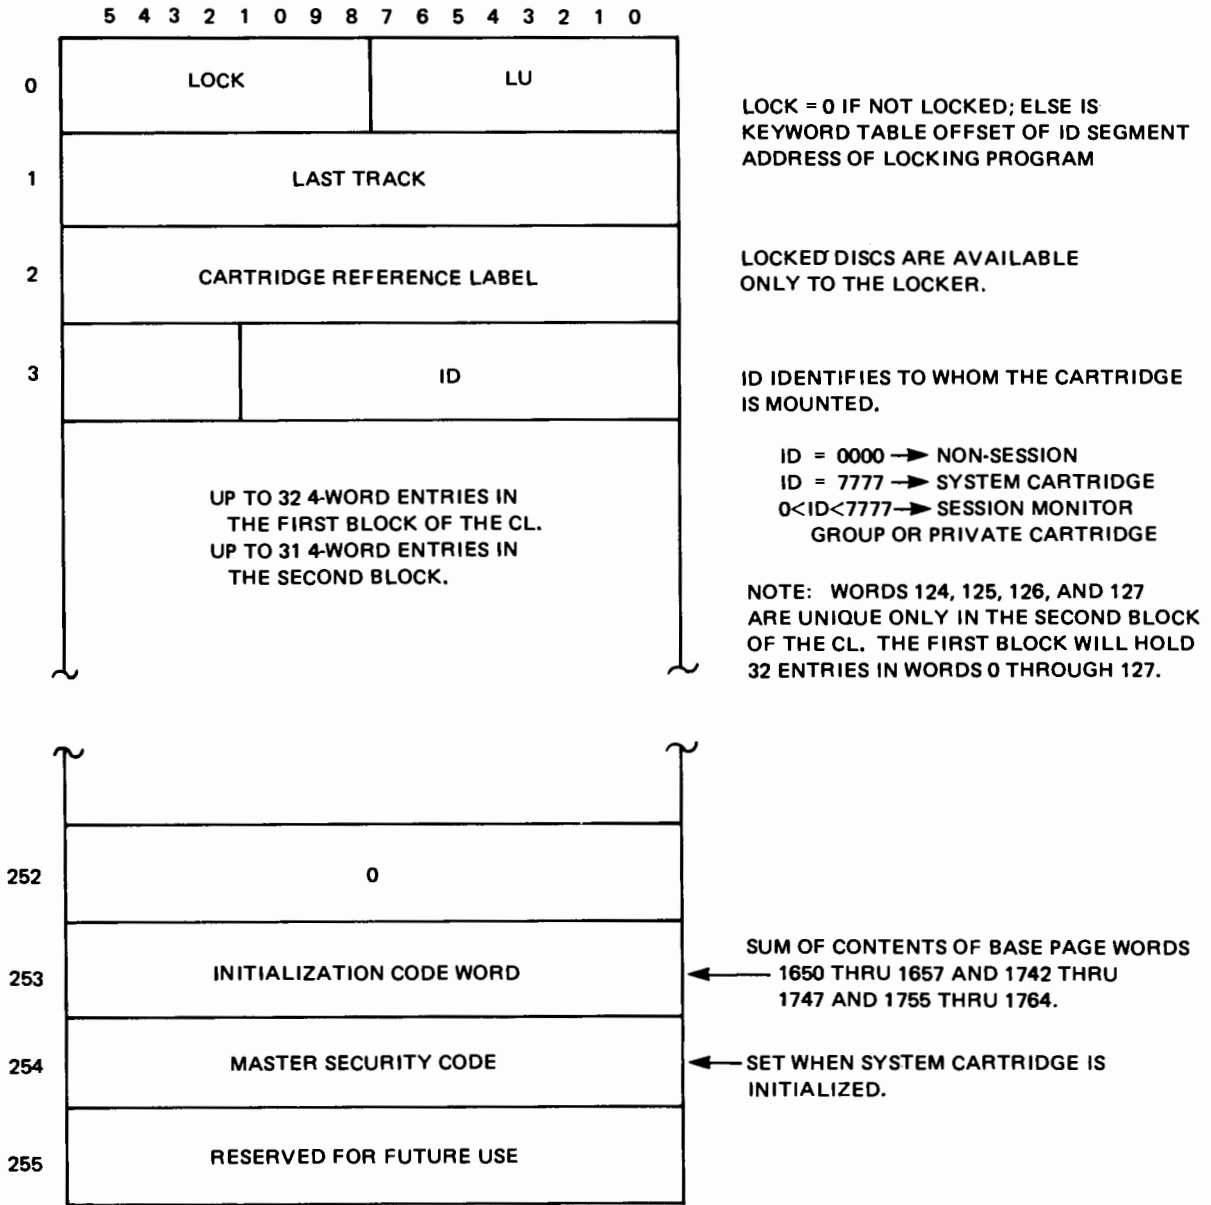 5 4 3 2 1 0 9 8 7 6 5 4 3 2 1 0
0 LOCK LU
1 LAST TRACK
2 CARTRIDGE REFERENCE LABEL
3 ID
UP TO 32 4-WORD ENTRIES IN
THE FIRST BLOCK OF THE CL.
UP TO 31 4-WORD ENTRIES IN
THE SECOND BLOCK.
LOCK = 0 IF NOT LOCKED; ELSE IS
KEYWORD TABLE OFFSET OF ID SEGMENT
ADDRESS OF LOCKING PROGRAM
LOCKED DISCS ARE AVAILABLE
ONLY TO THE LOCKER.
ID IDENTIFIES TO WHOM THE CARTRIDGE
IS MOUNTED.
ID = 0000 → NON-SESSION
ID = 7777 → SYSTEM CARTRIDGE
0<ID<7777 → SESSION MONITOR
GROUP OR PRIVATE CARTRIDGE
NOTE: WORDS 124, 125, 126, AND 127
ARE UNIQUE ONLY IN THE SECOND BLOCK
OF THE CL. THE FIRST BLOCK WILL HOLD
32 ENTRIES IN WORDS 0 THROUGH 127.
252 0
253 INITIALIZATION CODE WORD
SUM OF CONTENTS OF BASE PAGE WORDS
1650 THRU 1657 AND 1742 THRU
1747 AND 1755 THRU 1764.
254 MASTER SECURITY CODE
SET WHEN SYSTEM CARTRIDGE IS
INITIALIZED.
255 RESERVED FOR FUTURE USE